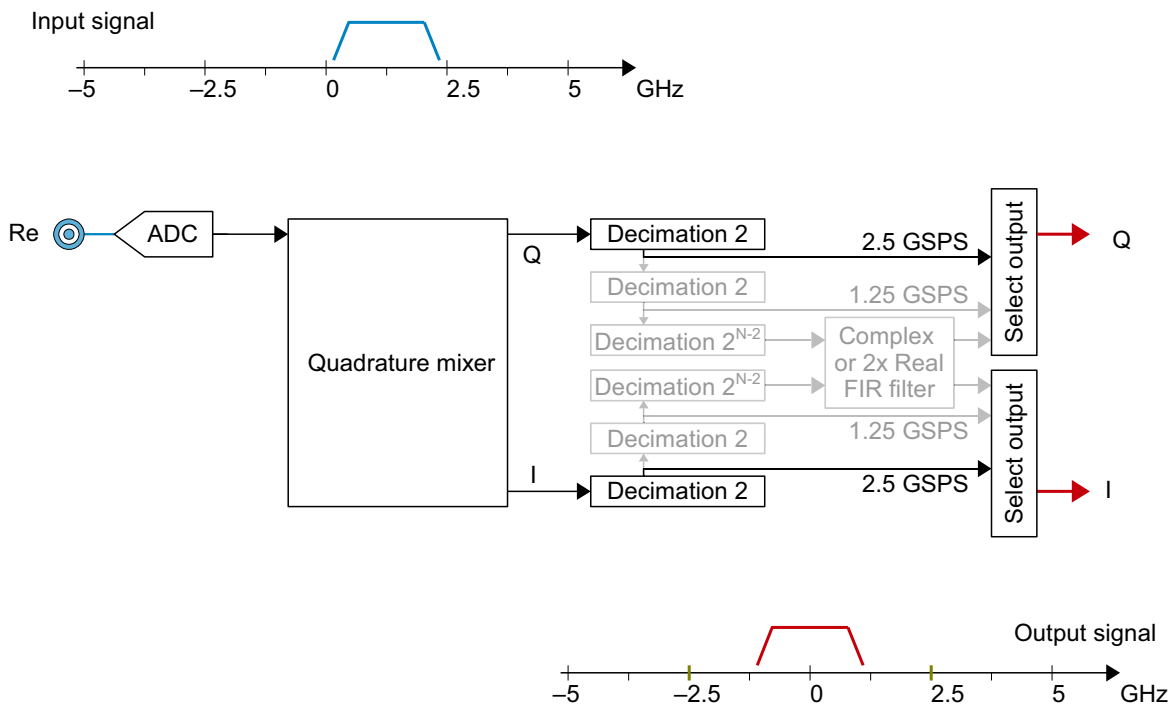 Input signal
–5 –2.5 0 2.5 5 GHz
Re
ADC
Quadrature mixer
Q
I
Decimation 2
2.5 GSPS
Decimation 2
1.25 GSPS
Decimation 2^N-2
Decimation 2^N-2
Complex
or 2x Real
FIR filter
1.25 GSPS
Decimation 2
Decimation 2
2.5 GSPS
Select output
Select output
Q
I
Output signal
–5 –2.5 0 2.5 5 GHz